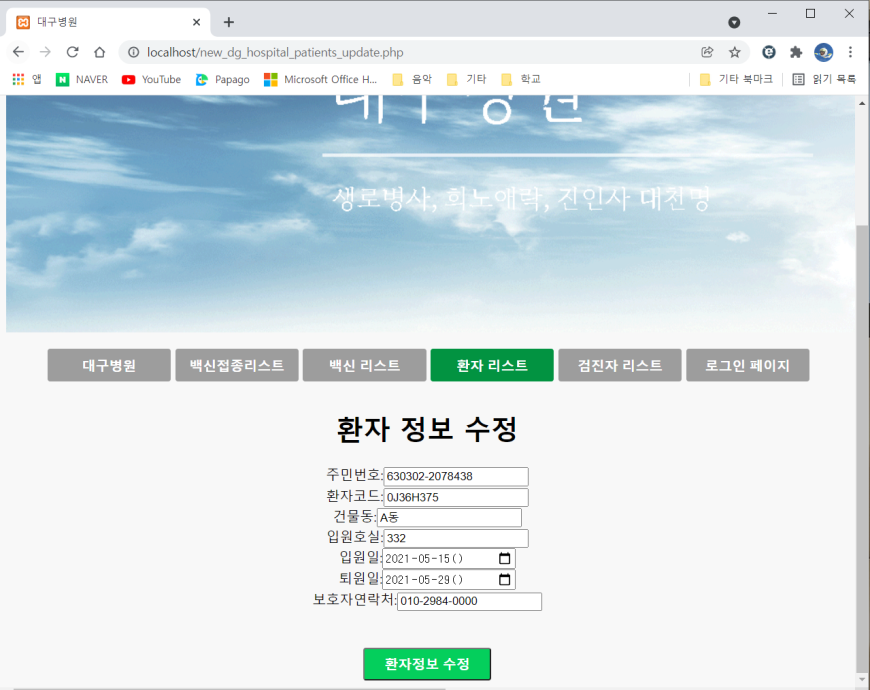 대구병원
localhost/new_dg_hospital_patients_update.php
앱 NAVER YouTube Papago Microsoft Office H... 음악 기타 학교 기타 북마크 읽기 목록
대구병원
생로병사, 희노애락, 진인사 대천명
대구병원 백신접종리스트 백신 리스트 환자 리스트 검진자 리스트 로그인 페이지
환자 정보 수정
주민번호:630302-2078438
환자코드:0J36H375
건물동:A동
입원호실:332
입원일:2021-05-15()
퇴원일:2021-05-29()
보호자연락처:010-2984-0000
환자정보 수정